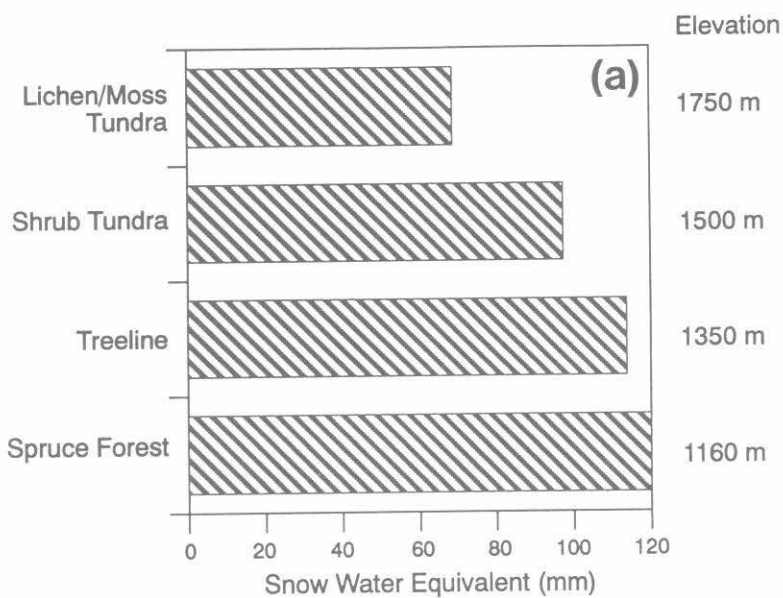 Elevation
(a)
Lichen/Moss
Tundra
1750 m
Shrub Tundra
1500 m
Treeline
1350 m
Spruce Forest
1160 m
0 20 40 60 80 100 120
Snow Water Equivalent (mm)